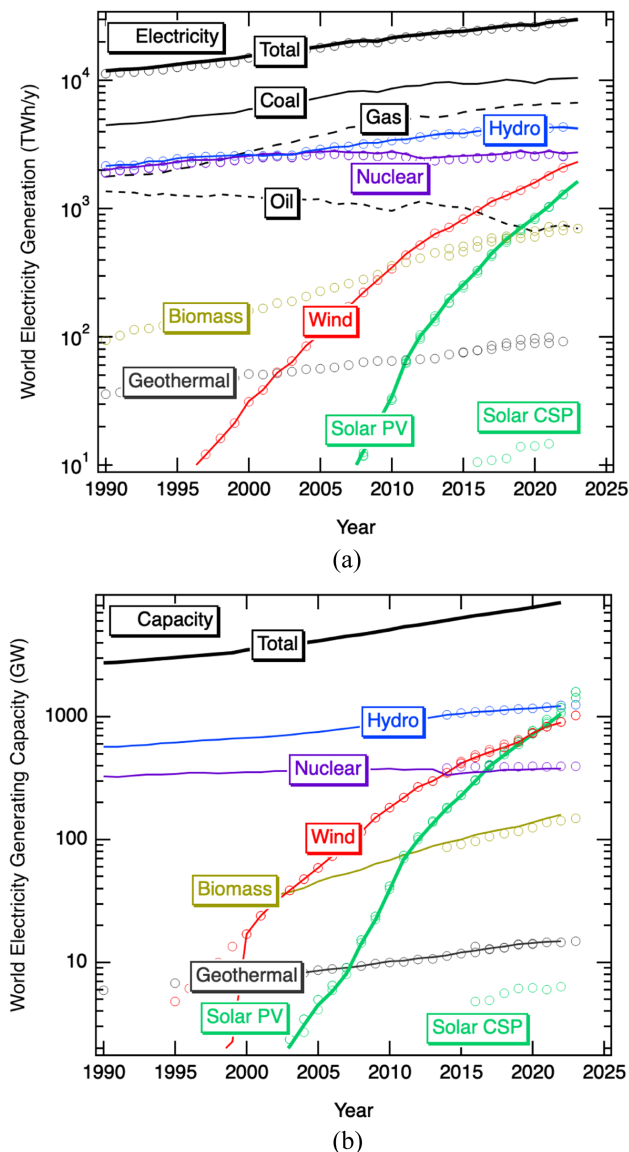 Electricity
Total
Coal
Gas
Hydro
Nuclear
Oil
Biomass
Wind
Geothermal
Solar PV
Solar CSP
World Electricity Generation (TWh/y)
10^4
10^3
10^2
10^1
1990 1995 2000 2005 2010 2015 2020 2025
Year
(a)
Capacity
Total
Hydro
Nuclear
Wind
Biomass
Geothermal
Solar PV
Solar CSP
World Electricity Generating Capacity (GW)
1000
100
10
1990 1995 2000 2005 2010 2015 2020 2025
Year
(b)